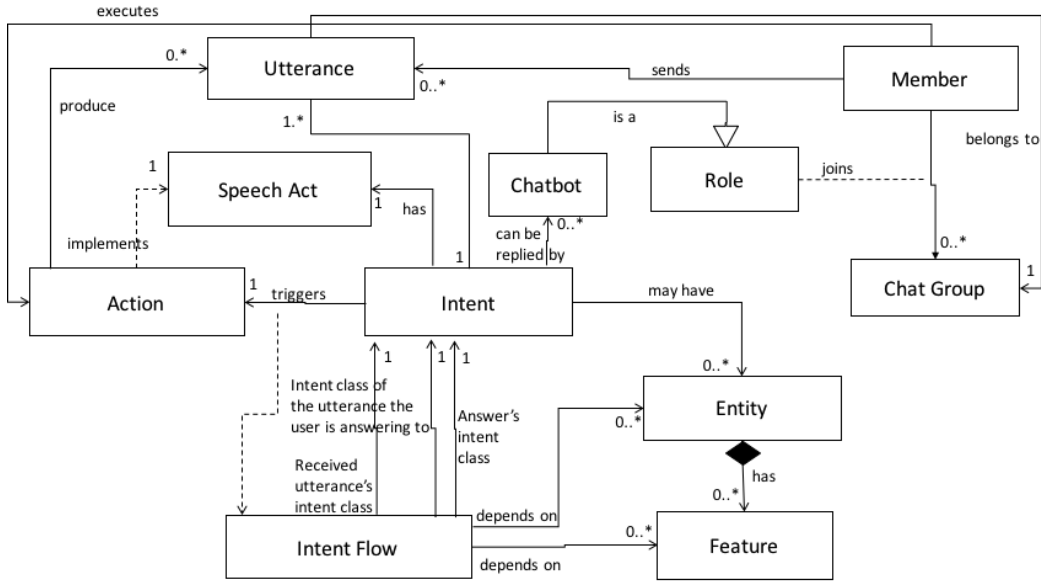 executes
0.*
Utterance
0..*
sends
Member
produce
1.*
is a
belongs to
1
Speech Act
1
has
Chatbot
Role
joins
implements
0..*
can be
replied by
0..*
1
1
Action
1
triggers
Intent
may have
Chat Group
1
1
1
Intent class of
the utterance the
user is answering to
Answer's
intent
class
0..*
Entity
0..*
Received
utterance's
intent class
has
0..*
depends on
Intent Flow
0..*
Feature
depends on